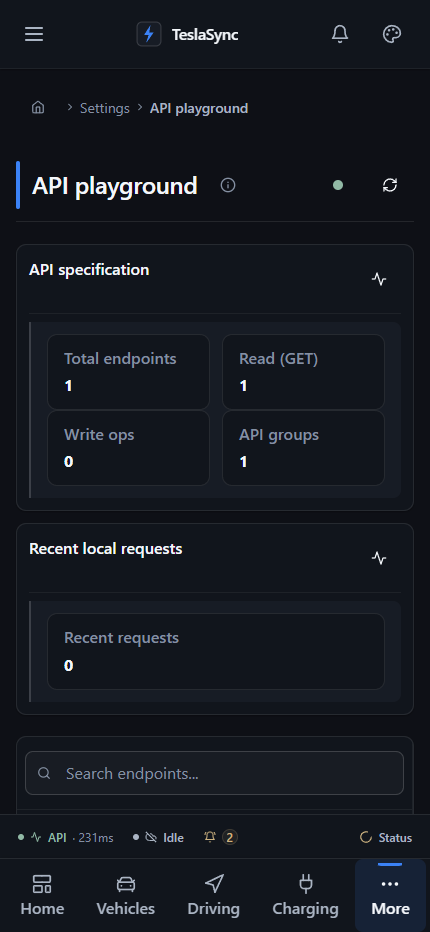 TeslaSync
Settings API playground
API playground
API specification
Total endpoints
1
Read (GET)
1
Write ops
0
API groups
1
Recent local requests
Recent requests
0
Search endpoints...
API · 231ms Idle 2 Status
Home Vehicles Driving Charging More